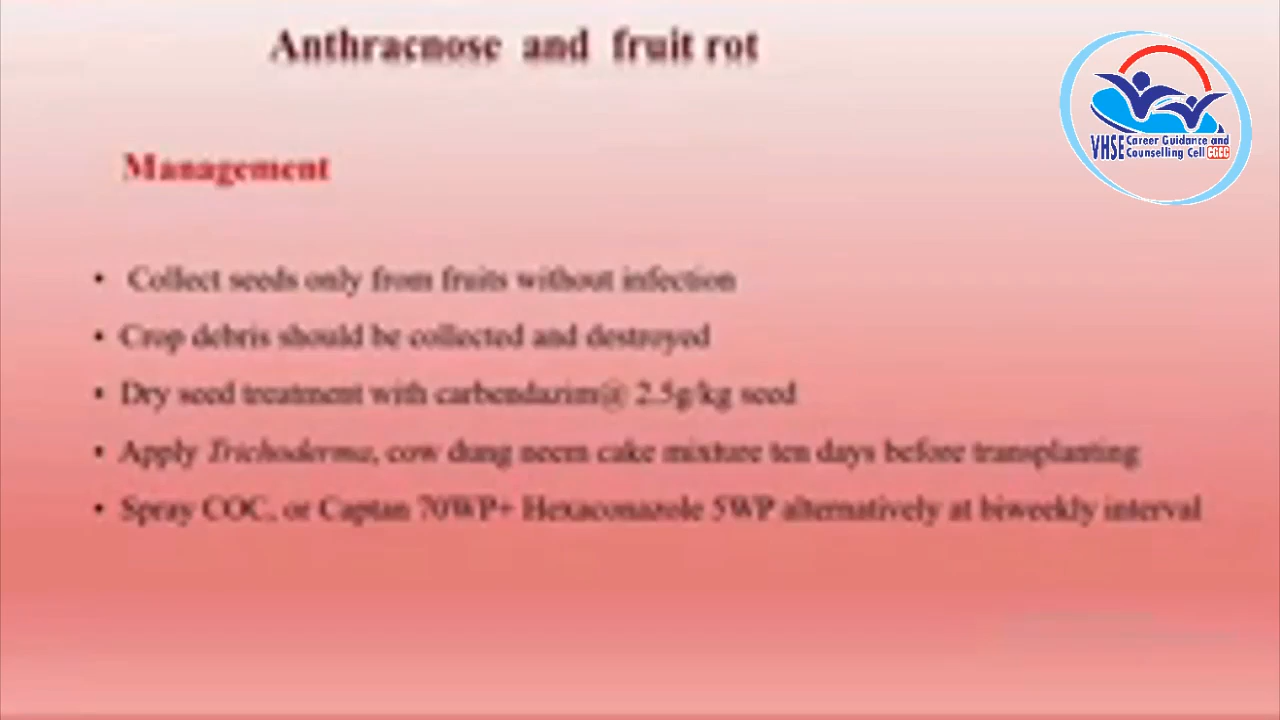 Anthracnose and fruit rot
VHSE Career Guidance and
Counselling Cell CGCC
Management
• Collect seeds only from fruits without infection
• Crop debris should be collected and destroyed
• Dry seed treatment with carbendazim@ 2.5g/kg seed
• Apply Trichoderma, cow dung neem cake mixture ten days before transplanting
• Spray COC, or Captan 70WP+ Hexaconazole 5WP alternatively at biweekly interval